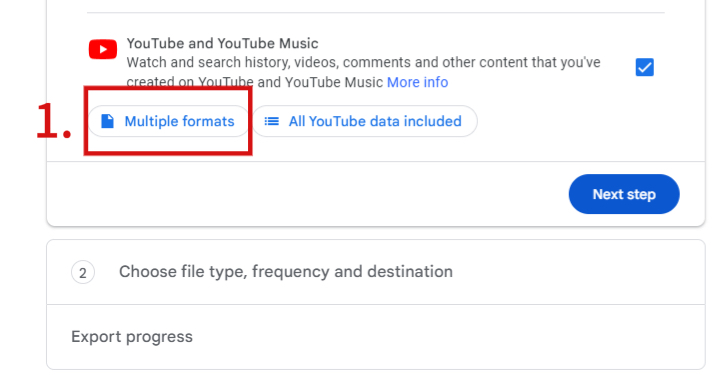 YouTube and YouTube Music
Watch and search history, videos, comments and other content that you've
created on YouTube and YouTube Music More info
1.
Multiple formats
All YouTube data included
Next step
2
Choose file type, frequency and destination
Export progress